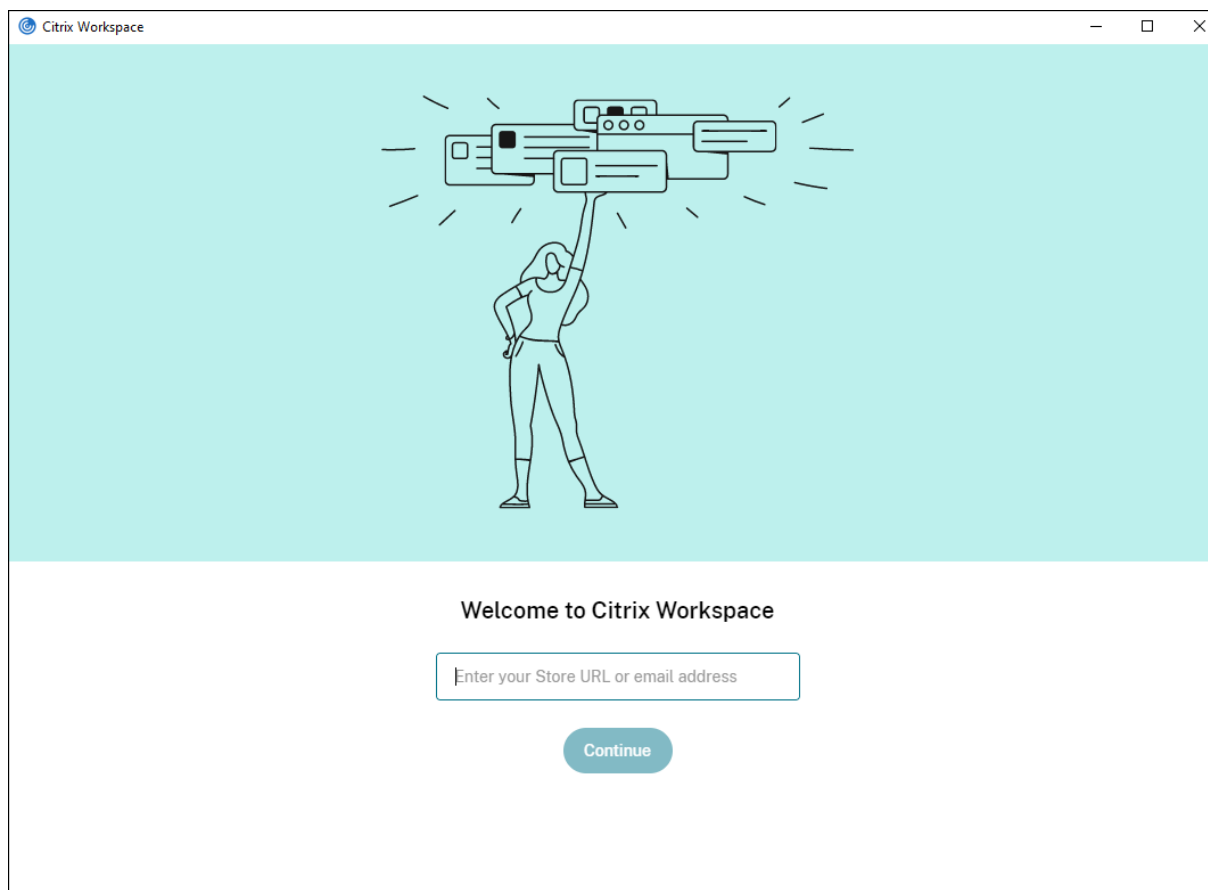 Citrix Workspace
Welcome to Citrix Workspace
Enter your Store URL or email address
Continue